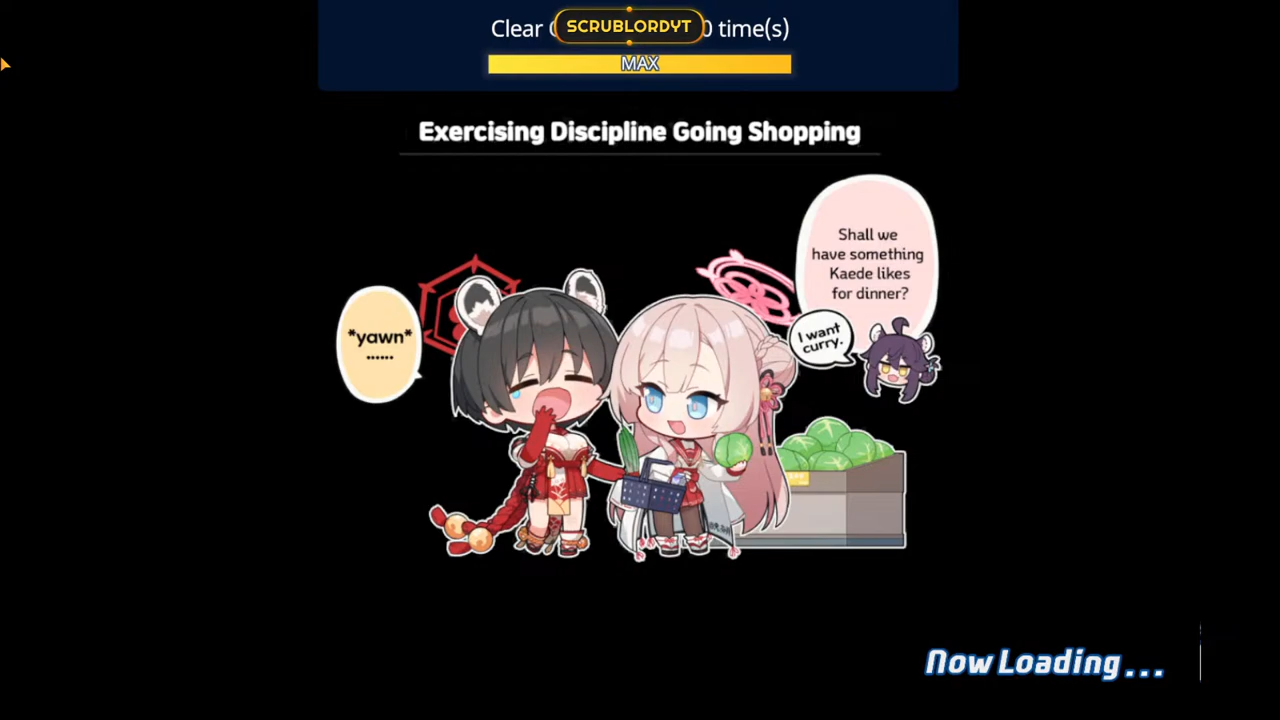 Clear
SCRUBLORDYT
0 time(s)
MAX
Exercising Discipline Going Shopping
Shall we
have something
Kaede likes
for dinner?
I want
curry.
*yawn*
......
Now Loading...